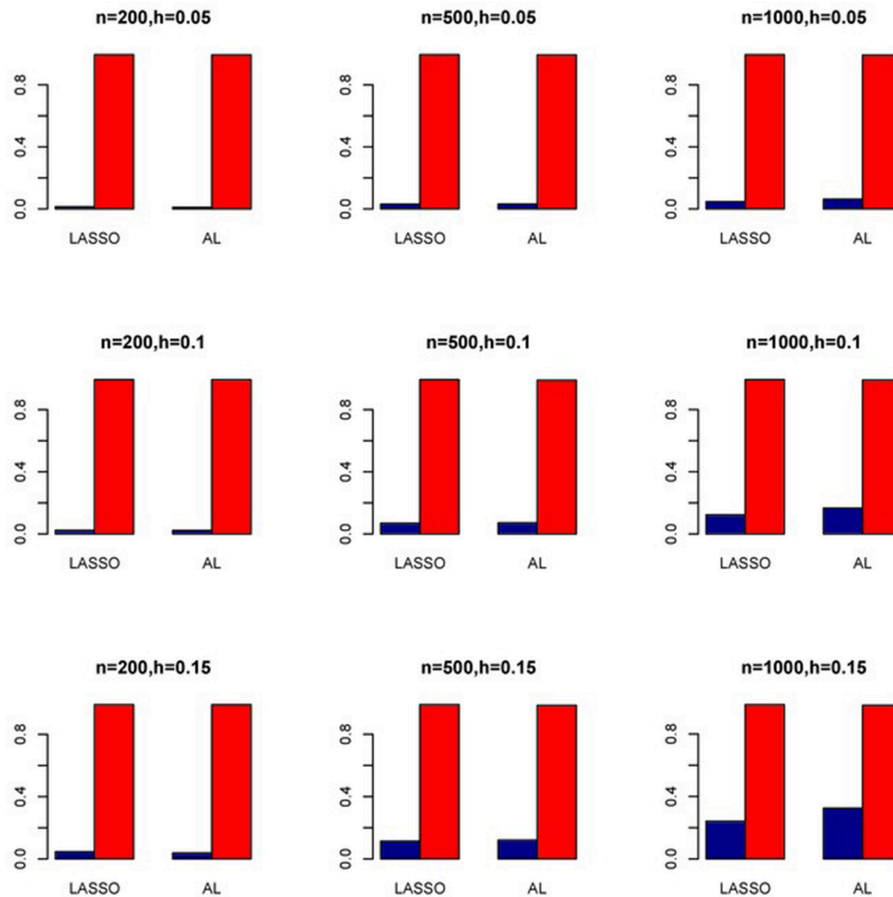 n=200,h=0.05
n=500,h=0.05
n=1000,h=0.05
0.8
0.4
0.0
LASSO AL
0.8
0.4
0.0
LASSO AL
0.8
0.4
0.0
LASSO AL
n=200,h=0.1
n=500,h=0.1
n=1000,h=0.1
0.8
0.4
0.0
LASSO AL
0.8
0.4
0.0
LASSO AL
0.8
0.4
0.0
LASSO AL
n=200,h=0.15
n=500,h=0.15
n=1000,h=0.15
0.8
0.4
0.0
LASSO AL
0.8
0.4
0.0
LASSO AL
0.8
0.4
0.0
LASSO AL